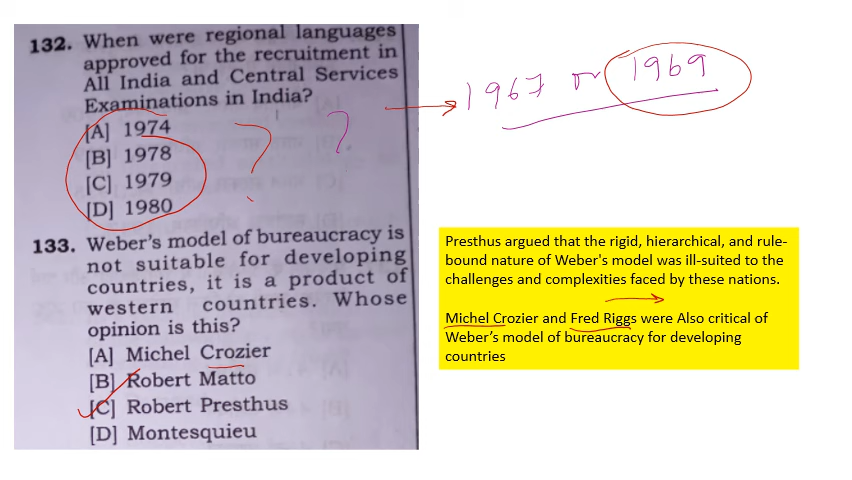 132. When were regional languages
approved for the recruitment in
All India and Central Services
Examinations in India?
[A] 1974
[B] 1978
[C] 1979
[D] 1980
?
?
1967 or 1969
133. Weber's model of bureaucracy is
not suitable for developing
countries, it is a product of
western countries. Whose
opinion is this?
[A] Michel Crozier
[B] Robert Matto
[C] Robert Presthus
[D] Montesquieu
Presthus argued that the rigid, hierarchical, and rule-
bound nature of Weber's model was ill-suited to the
challenges and complexities faced by these nations.
Michel Crozier and Fred Riggs were Also critical of
Weber's model of bureaucracy for developing
countries